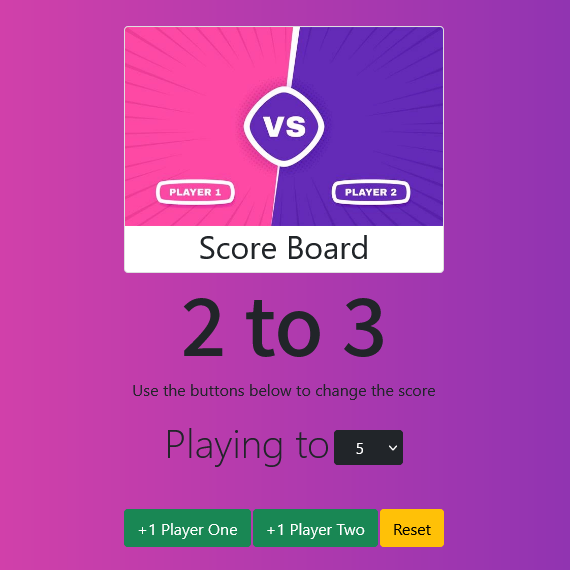 VS
PLAYER 1 PLAYER 2
Score Board
2 to 3
Use the buttons below to change the score
Playing to 5
+1 Player One +1 Player Two Reset